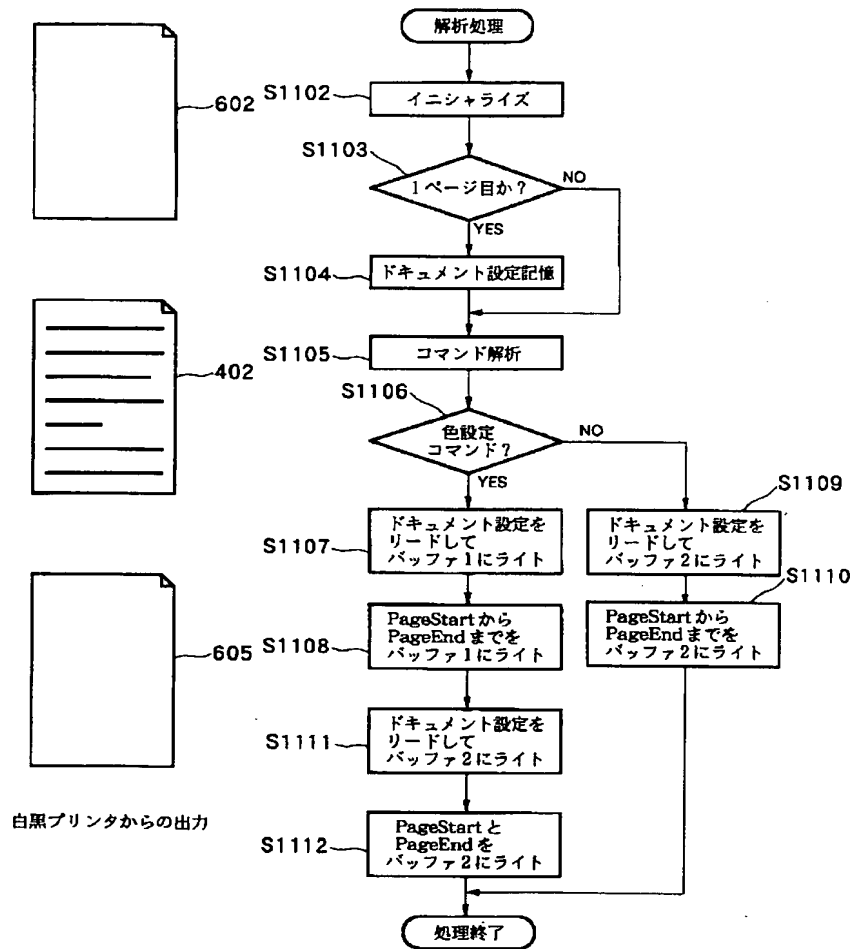 解析処理
S1102
イニシャライズ
602
S1103
1ページ目か?
NO
YES
S1104
ドキュメント設定記憶
S1105
コマンド解析
402
S1106
色設定
コマンド?
NO
YES
S1109
S1107
ドキュメント設定を
リードして
バッファ1にライト
ドキュメント設定を
リードして
バッファ2にライト
S1110
S1108
PageStartから
PageEndまでを
バッファ1にライト
PageStartから
PageEndまでを
バッファ2にライト
605
S1111
ドキュメント設定を
リードして
バッファ2にライト
白黒プリンタからの出力
S1112
PageStartと
PageEndを
バッファ2にライト
処理終了